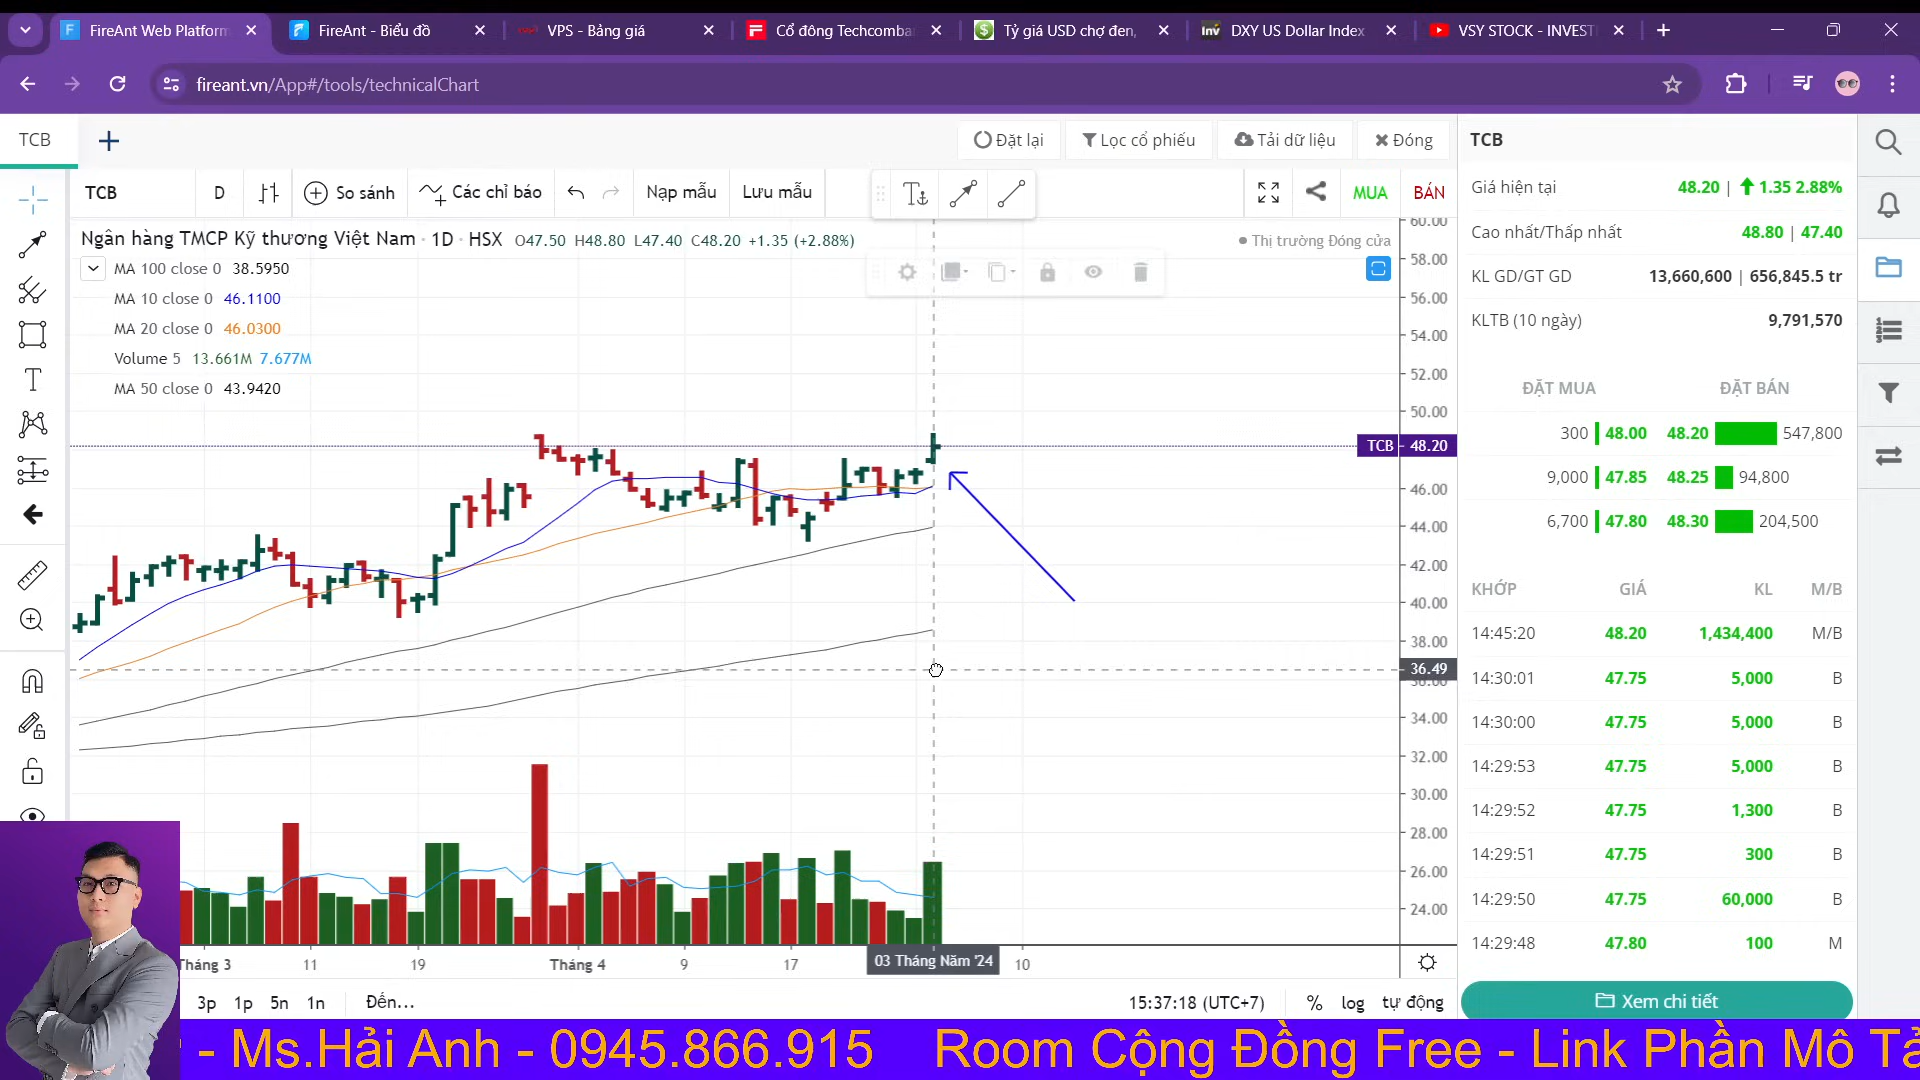 FireAnt Web Platform
FireAnt - Biểu đồ
VPS - Bảng giá
Cổ đông Techcomba
Tỷ giá USD chợ đen,
Inv DXY US Dollar Index
VSY STOCK - INVEST
fireant.vn/App#/tools/technicalChart
TCB
Đặt lại
Lọc cổ phiếu
Tải dữ liệu
Đóng
TCB D So sánh Các chỉ báo Nạp mẫu Lưu mẫu MUA BÁN
Ngân hàng TMCP Kỹ thương Việt Nam · 1D · HSX O47.50 H48.80 L47.40 C48.20 +1.35 (+2.88%)
Thị trường Đóng cửa
MA 100 close 0 38.5950
MA 10 close 0 46.1100
MA 20 close 0 46.0300
Volume 5 13.661M 7.677M
MA 50 close 0 43.9420
60.00
58.00
56.00
54.00
52.00
50.00
TCB 48.20
46.00
44.00
42.00
40.00
38.00
36.49
36.00
34.00
32.00
30.00
28.00
26.00
24.00
Tháng 3 11 19 Tháng 4 9 17 03 Tháng Năm '24 10
3p 1p 5n 1n Đến...
15:37:18 (UTC+7) % log tự động
TCB
Giá hiện tại 48.20 | 1.35 2.88%
Cao nhất/Thấp nhất 48.80 | 47.40
KL GD/GT GD 13,660,600 | 656,845.5 tr
KLTB (10 ngày) 9,791,570
ĐẶT MUA ĐẶT BÁN
300 48.00 48.20 547,800
9,000 47.85 48.25 94,800
6,700 47.80 48.30 204,500
KHỚP GIÁ KL M/B
14:45:20 48.20 1,434,400 M/B
14:30:01 47.75 5,000 B
14:30:00 47.75 5,000 B
14:29:53 47.75 5,000 B
14:29:52 47.75 1,300 B
14:29:51 47.75 300 B
14:29:50 47.75 60,000 B
14:29:48 47.80 100 M
Xem chi tiết
- Ms.Hải Anh - 0945.866.915 Room Cộng Đồng Free - Link Phần Mô Tả